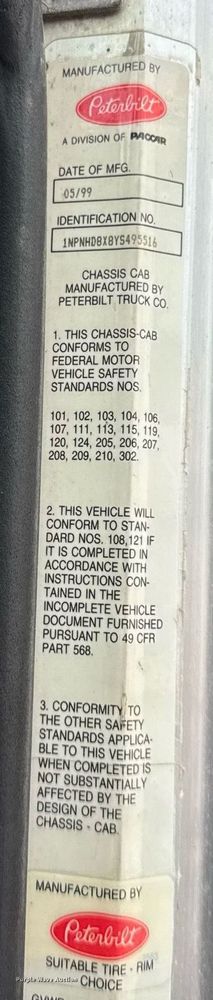 MANUFACTURED BY
Peterbilt
A DIVISION OF PACCAR
DATE OF MFG.
05/99
IDENTIFICATION NO.
1NPNHD8X8YS495516
CHASSIS CAB
MANUFACTURED BY
PETERBILT TRUCK CO.
1. THIS CHASSIS-CAB
CONFORMS TO
FEDERAL MOTOR
VEHICLE SAFETY
STANDARDS NOS.
101, 102, 103, 104, 106,
107, 111, 113, 115, 119,
120, 124, 205, 206, 207,
208, 209, 210, 302.
2. THIS VEHICLE WILL
CONFORM TO STAN-
DARD NOS. 108,121 IF
IT IS COMPLETED IN
ACCORDANCE WITH
INSTRUCTIONS CON-
TAINED IN THE
INCOMPLETE VEHICLE
DOCUMENT FURNISHED
PURSUANT TO 49 CFR
PART 568.
3. CONFORMITY TO
THE OTHER SAFETY
STANDARDS APPLICA-
BLE TO THIS VEHICLE
WHEN COMPLETED IS
NOT SUBSTANTIALLY
AFFECTED BY THE
DESIGN OF THE
CHASSIS - CAB.
MANUFACTURED BY
Peterbilt
SUITABLE TIRE - RIM
CHOICE
Purple Wave Auction